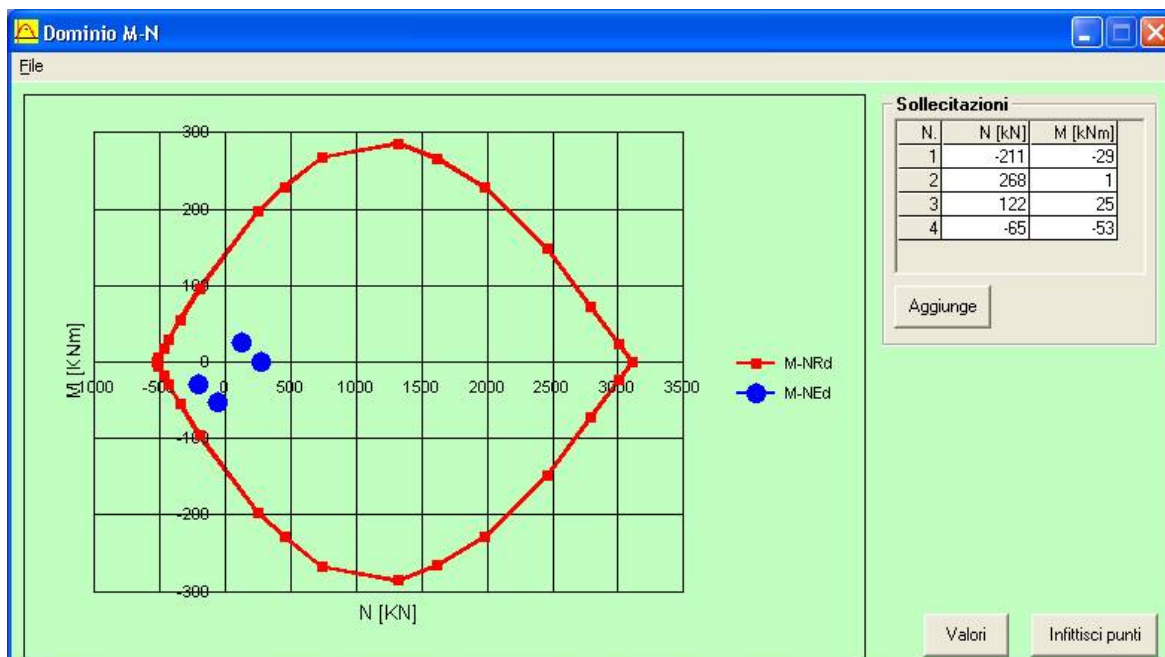 Dominio M-N
File
300
200
100
0
-100
-200
-300
M [KNm]
-1000 -500 0 500 1000 1500 2000 2500 3000 3500
N [KN]
M-NRd
M-NEd
Sollecitazioni
N. N [kN] M [kNm]
1 -211 -29
2 268 1
3 122 25
4 -65 -53
Aggiunge
Valori Infittisci punti